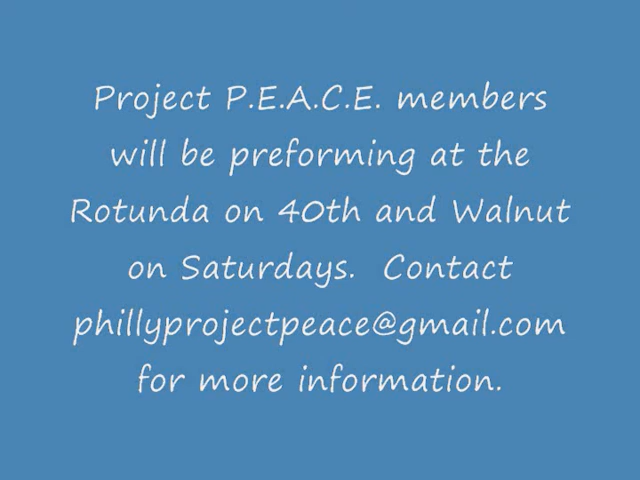 Project P.E.A.C.E. members
will be preforming at the
Rotunda on 40th and Walnut
on Saturdays.  Contact
phillyprojectpeace@gmail.com
for more information.